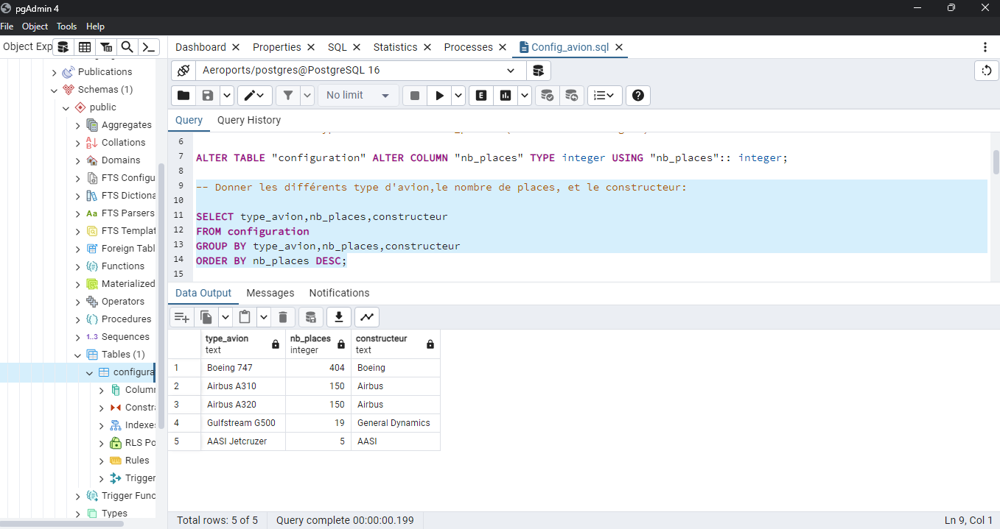 pgAdmin 4
File Object Tools Help
Object Exp
Dashboard Properties SQL Statistics Processes Config_avion.sql
Publications
Schemas (1)
public
Aggregates
Collations
Domains
FTS Configu
FTS Dictiona
FTS Parsers
FTS Templat
Foreign Tabl
Functions
Materialized
Operators
Procedures
1..3 Sequences
Tables (1)
configura
Colum
Constra
Indexe
RLS Po
Rules
Trigger
Trigger Func
Types
Aeroports/postgres@PostgreSQL 16
No limit
Query Query History
6
7 ALTER TABLE "configuration" ALTER COLUMN "nb_places" TYPE integer USING "nb_places":: integer;
8
9 -- Donner les différents type d'avion,le nombre de places, et le constructeur:
10
11 SELECT type_avion,nb_places,constructeur
12 FROM configuration
13 GROUP BY type_avion,nb_places,constructeur
14 ORDER BY nb_places DESC;
15
Data Output Messages Notifications
type_avion nb_places constructeur
text integer text
1 Boeing 747 404 Boeing
2 Airbus A310 150 Airbus
3 Airbus A320 150 Airbus
4 Gulfstream G500 19 General Dynamics
5 AASI Jetcruzer 5 AASI
Total rows: 5 of 5 Query complete 00:00:00.199 Ln 9, Col 1